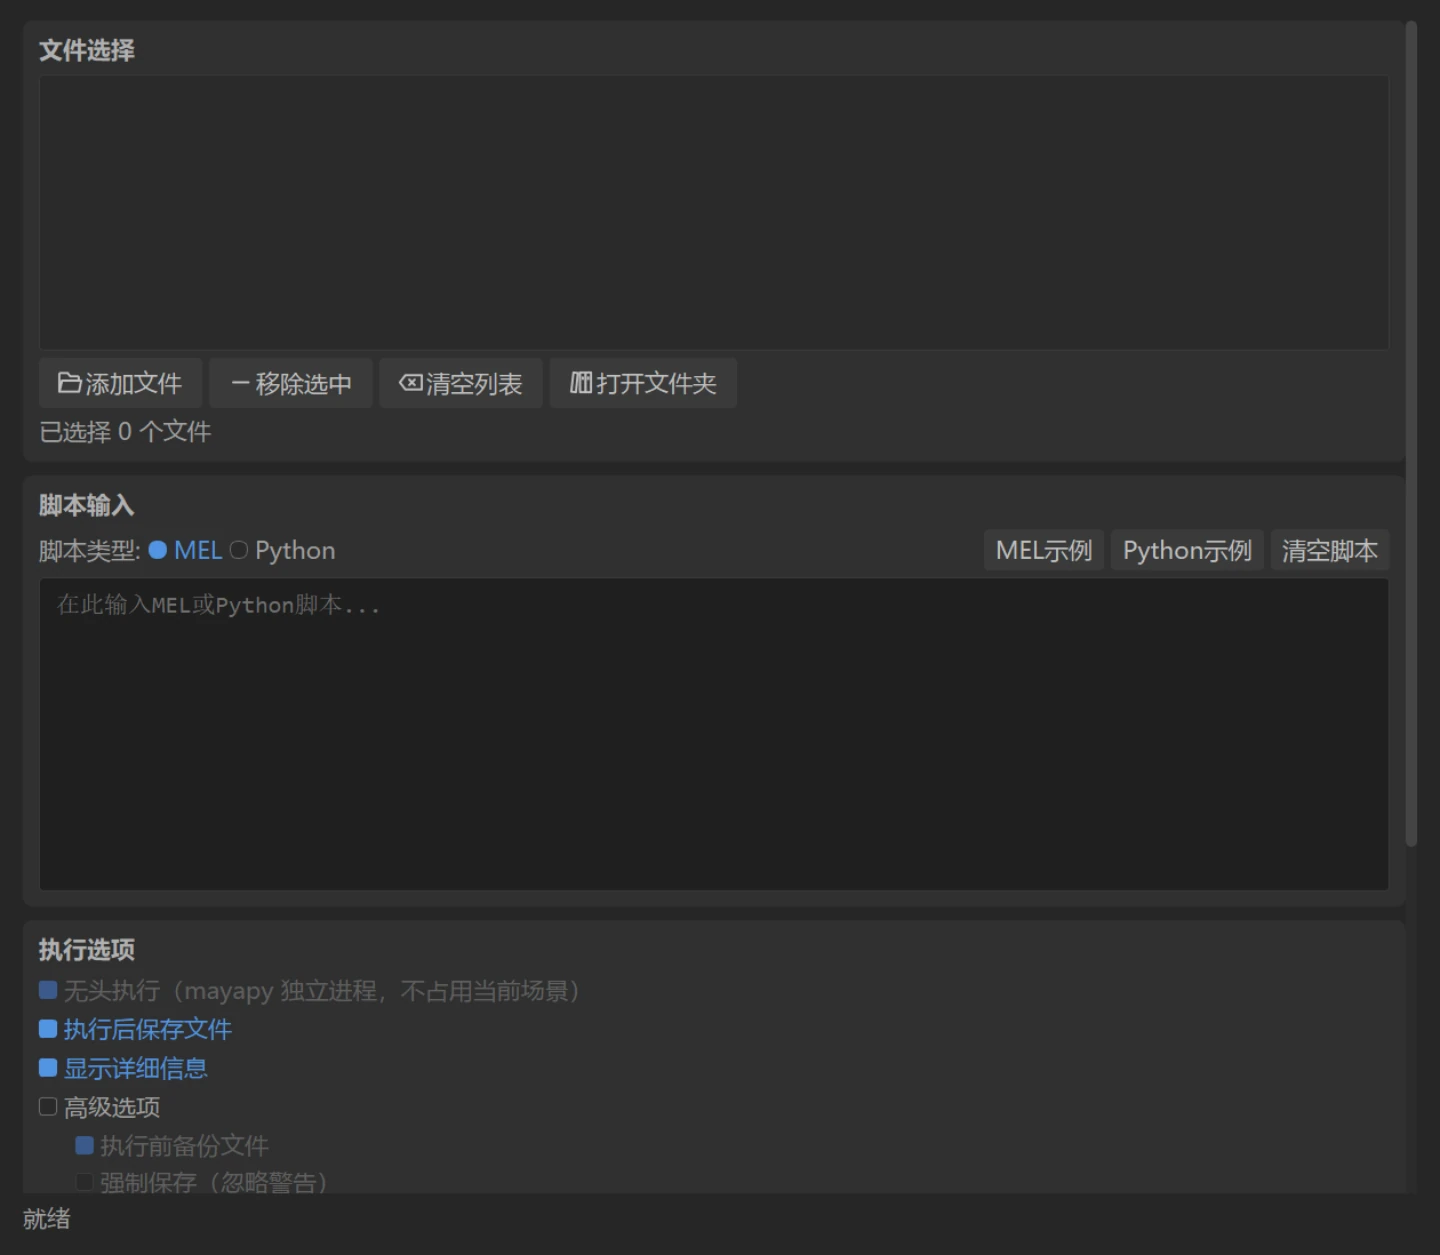 文件选择
添加文件 移除选中 清空列表 打开文件夹
已选择 0 个文件
脚本输入
脚本类型: MEL Python MEL示例 Python示例 清空脚本
在此输入MEL或Python脚本...
执行选项
无头执行（mayapy 独立进程，不占用当前场景）
执行后保存文件
显示详细信息
高级选项
执行前备份文件
强制保存（忽略警告）
就绪